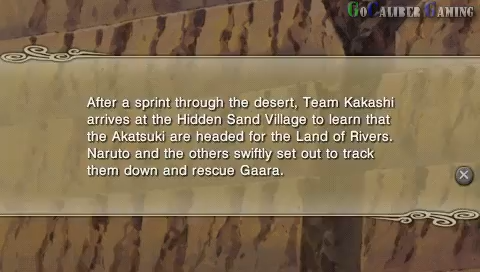 GoCaliber Gaming
After a sprint through the desert, Team Kakashi
arrives at the Hidden Sand Village to learn that
the Akatsuki are headed for the Land of Rivers.
Naruto and the others swiftly set out to track
them down and rescue Gaara.